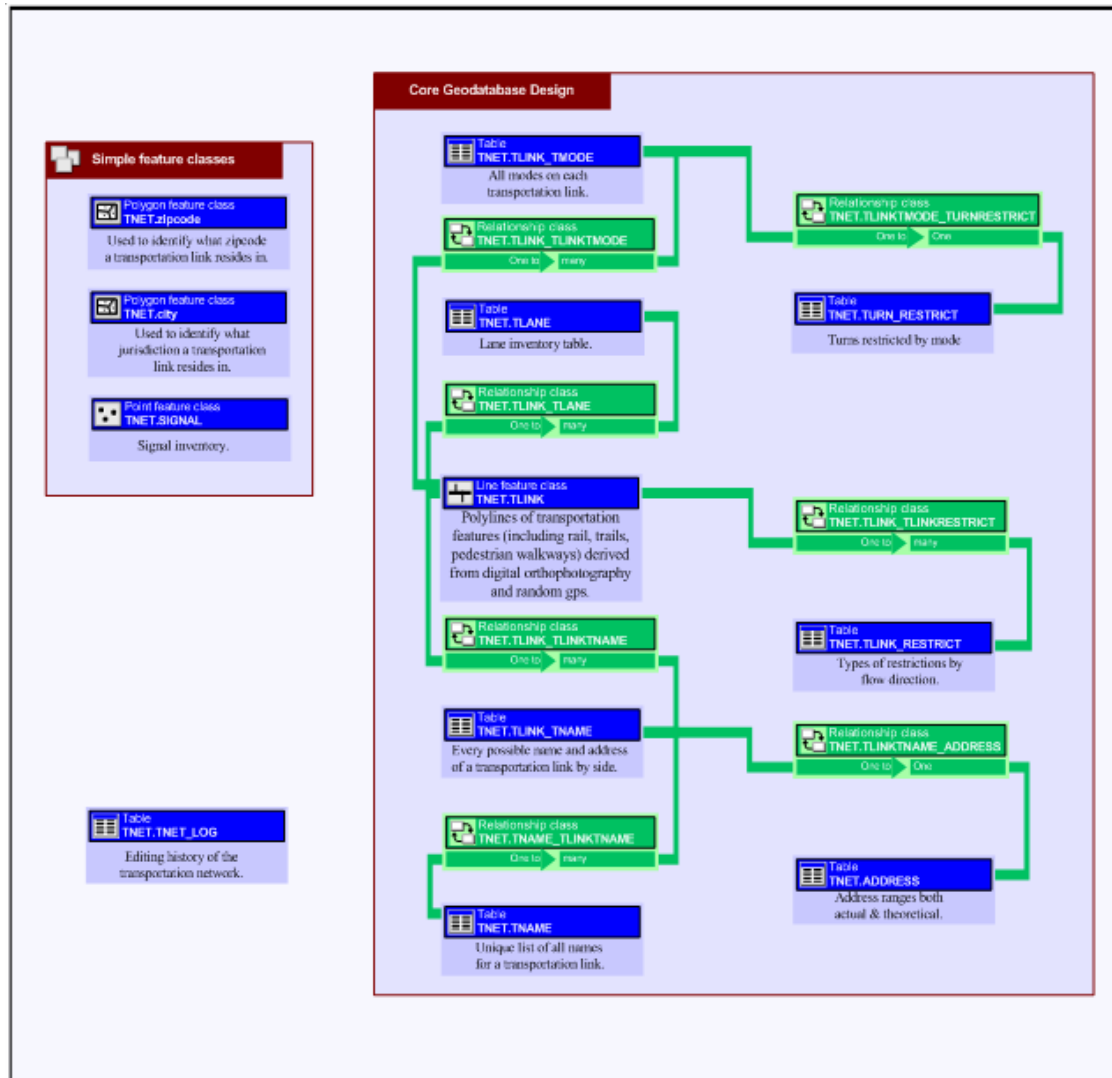 Core Geodatabase Design
Simple feature classes
Polygon feature class
TNET.zipcode
Used to identify what zipcode
a transportation link resides in.
Polygon feature class
TNET.city
Used to identify what
jurisdiction a transportation
link resides in.
Point feature class
TNET.SIGNAL
Signal inventory.
Table
TNET.TNET_LOG
Editing history of the
transportation network.
Table
TNET.TLINK_TMODE
All modes on each
transportation link.
Relationship class
TNET.TLINK_TLINKTMODE
One to many
Table
TNET.TLANE
Lane inventory table.
Relationship class
TNET.TLINK_TLANE
One to many
Line feature class
TNET.TLINK
Polylines of transportation
features (including rail, trails,
pedestrian walkways) derived
from digital orthophotography
and random gps.
Relationship class
TNET.TLINK_TLINKTNAME
One to many
Table
TNET.TLINK_TNAME
Every possible name and address
of a transportation link by side.
Relationship class
TNET.TNAME_TLINKTNAME
One to many
Table
TNET.TNAME
Unique list of all names
for a transportation link.
Relationship class
TNET.TLINKTMODE_TURNRESTRICT
One to One
Table
TNET.TURN_RESTRICT
Turns restricted by mode
Relationship class
TNET.TLINK_TLINKRESTRICT
One to many
Table
TNET.TLINK_RESTRICT
Types of restrictions by
flow direction.
Relationship class
TNET.TLINKTNAME_ADDRESS
One to One
Table
TNET.ADDRESS
Address ranges both
actual & theoretical.